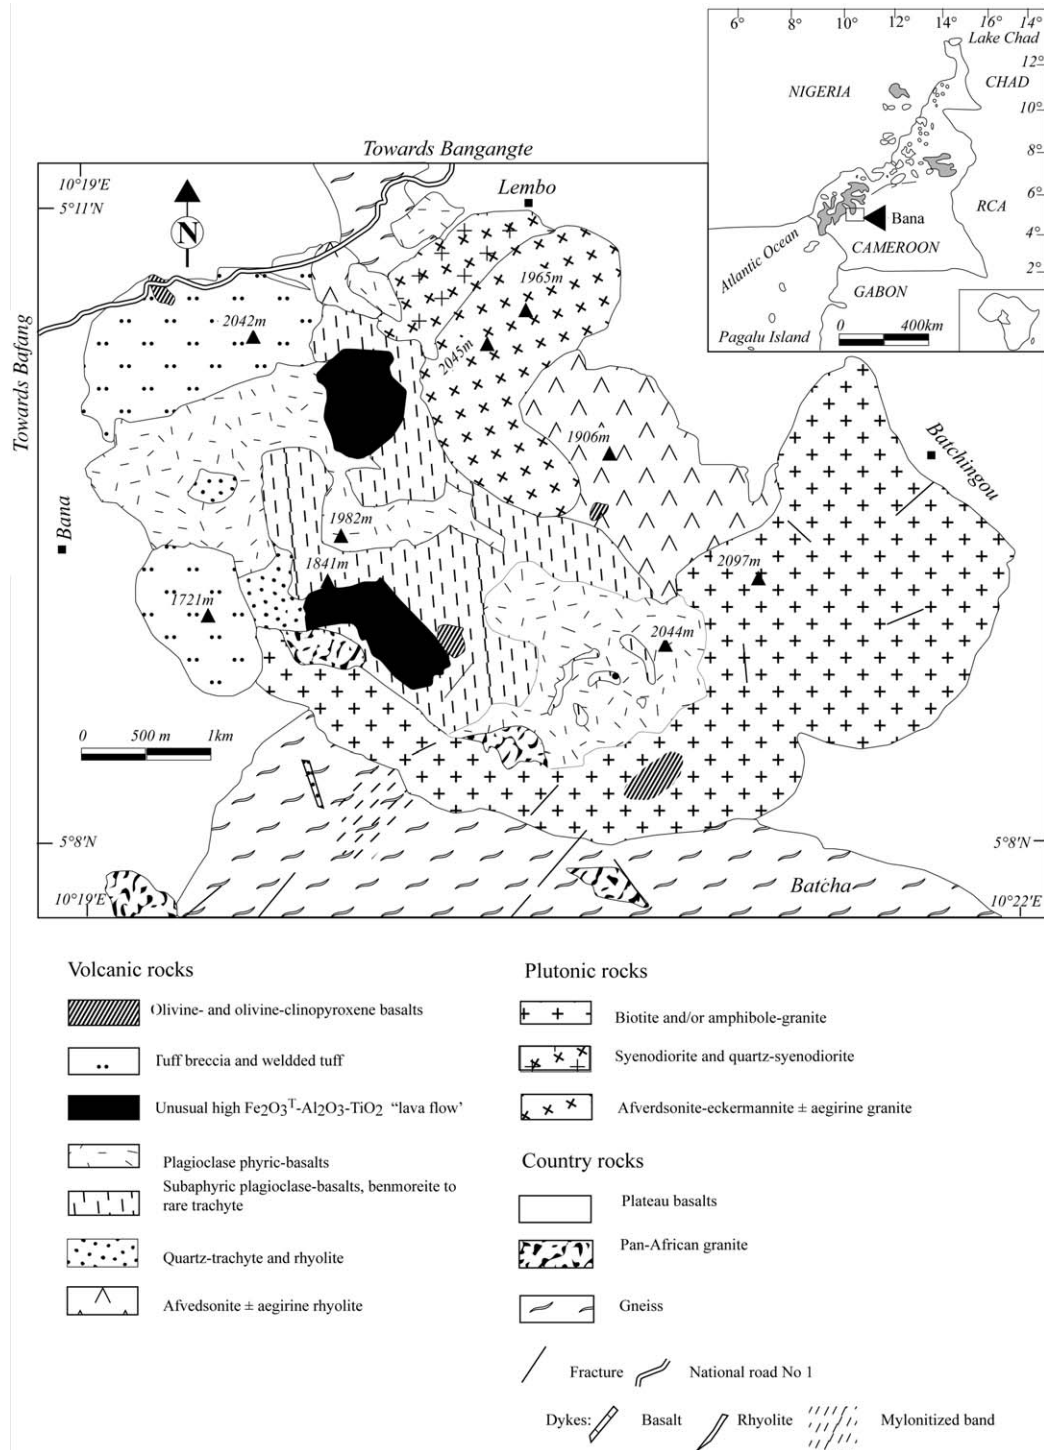 6° 8° 10° 12° 14° 16° 14°
Lake Chad
12°
NIGERIA
CHAD
10°
8°
6°
RCA
Bana
4°
Atlantic Ocean
CAMEROON
2°
GABON
0 400km
Pagalu Island
Towards Bangangte
10°19'E
5°11'N
Lembo
N
1965m
2042m
2045m
Towards Bafang
1906m
Batchingou
Bana
1982m
1841m
2097m
1721m
2044m
0 500 m 1km
5°8'N
5°8'N
Batcha
10°19'E
10°22'E
Volcanic rocks
Olivine- and olivine-clinopyroxene basalts
Tuff breccia and weldded tuff
Unusual high Fe2O3T-Al2O3-TiO2 “lava flow’
Plagioclase phyric-basalts
Subaphyric plagioclase-basalts, benmoreite to
rare trachyte
Quartz-trachyte and rhyolite
Afvedsonite ± aegirine rhyolite
Plutonic rocks
Biotite and/or amphibole-granite
Syenodiorite and quartz-syenodiorite
Afverdsonite-eckermannite ± aegirine granite
Country rocks
Plateau basalts
Pan-African granite
Gneiss
Fracture
National road No 1
Dykes: Basalt Rhyolite Mylonitized band